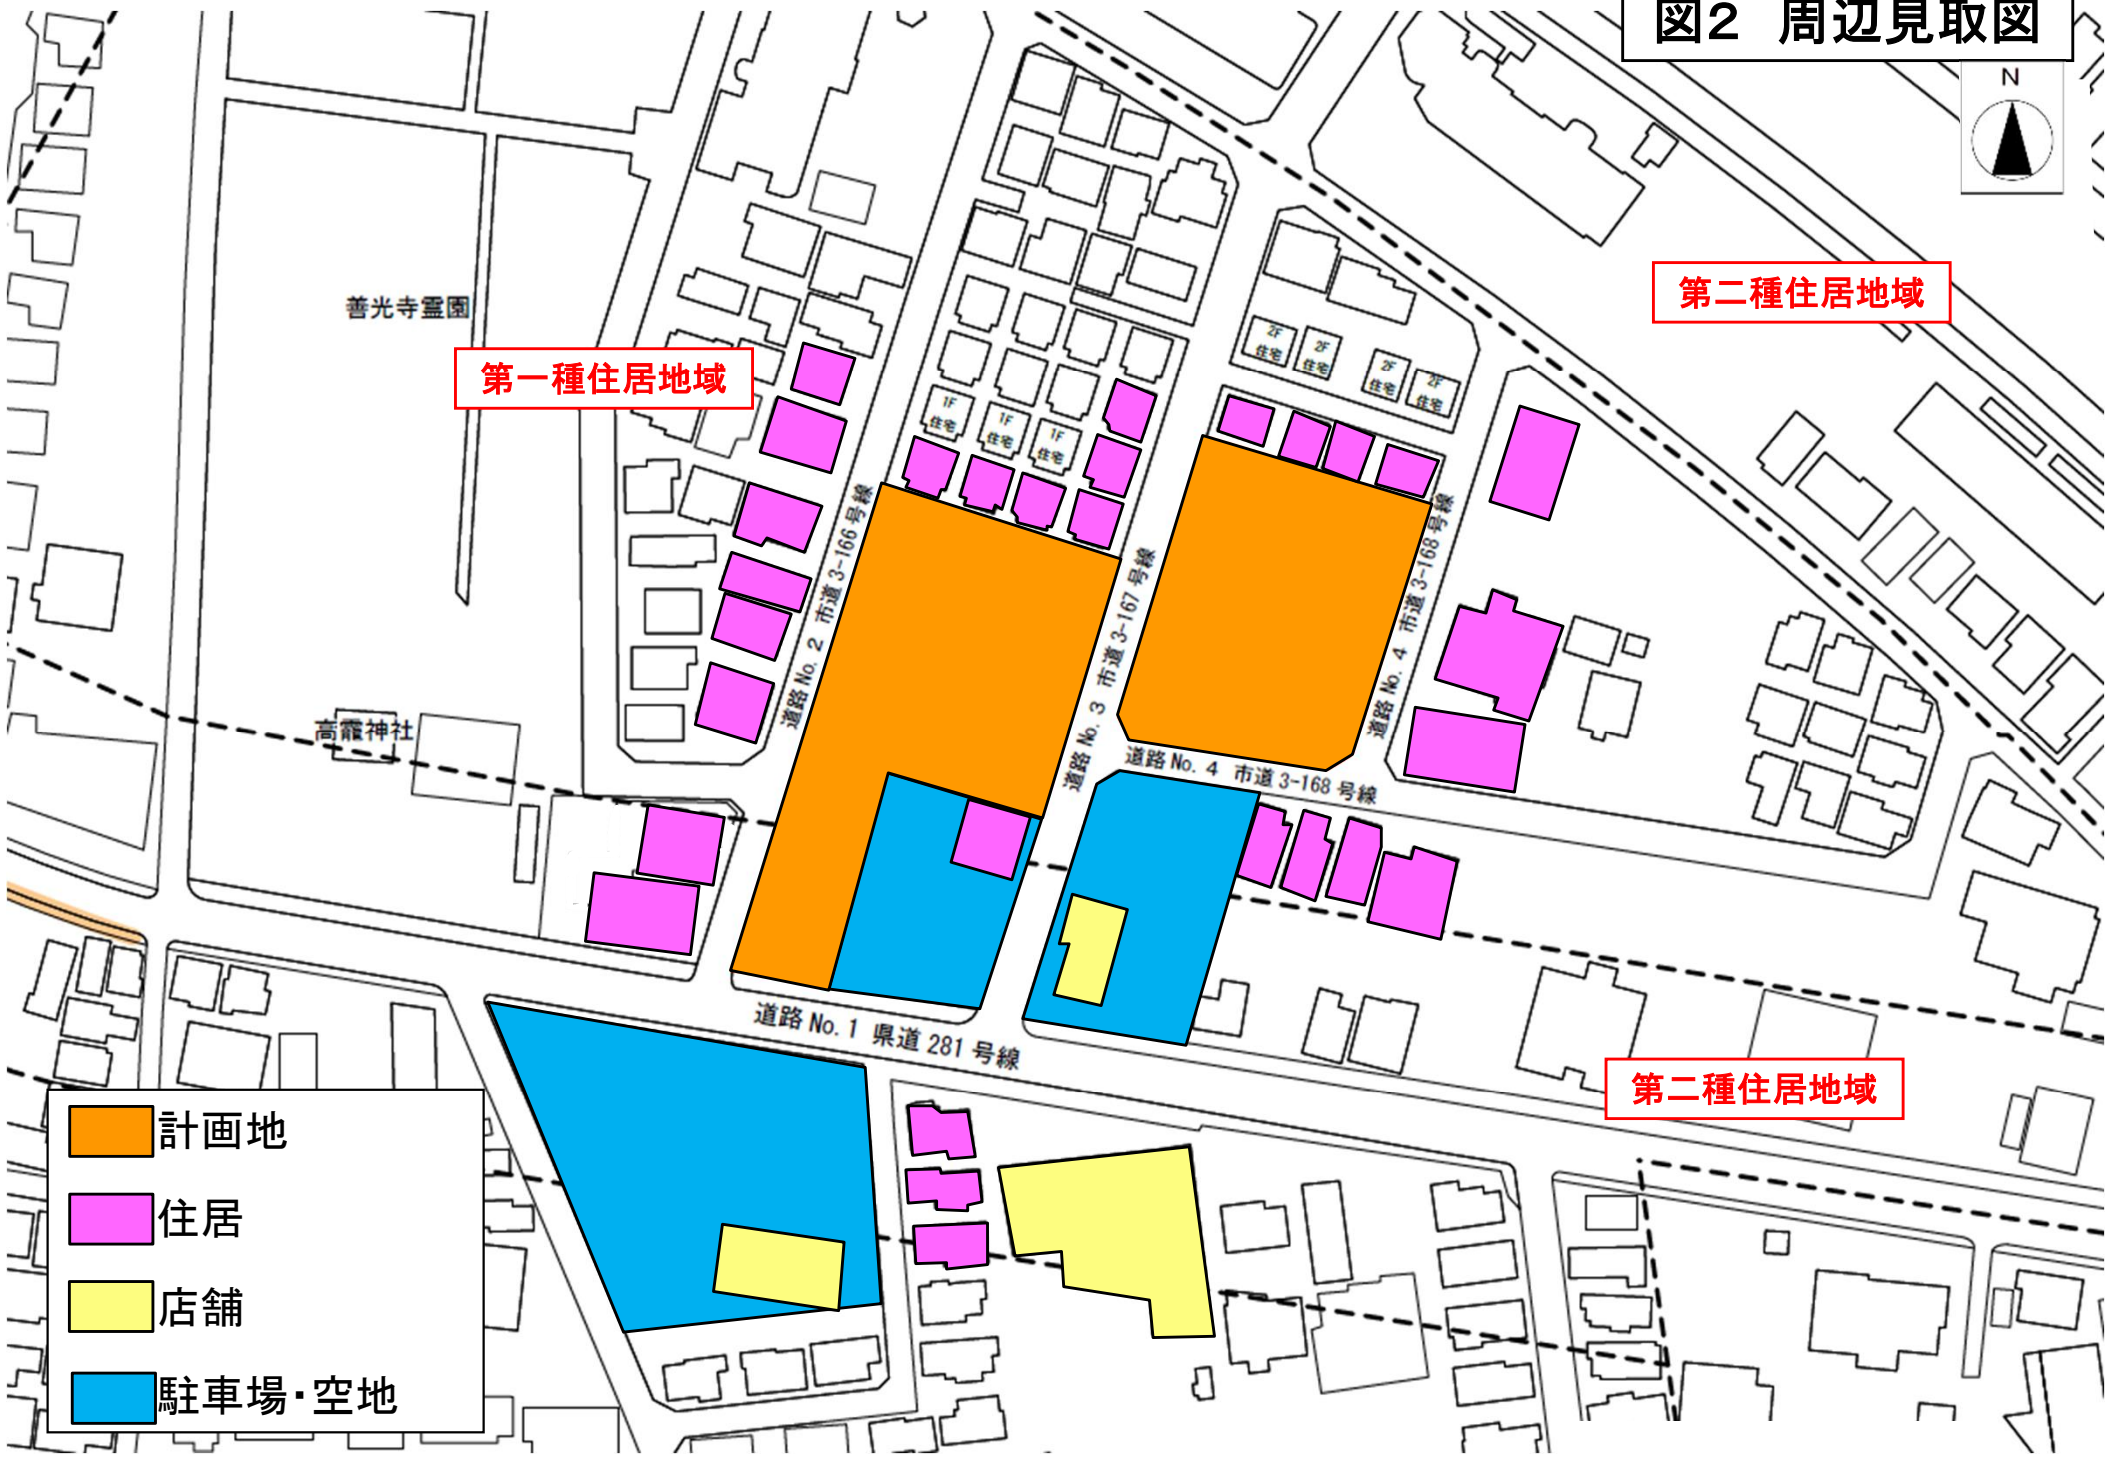 図2 周辺見取図
N
第二種住居地域
善光寺霊園
第一種住居地域
2F
住宅
2F
住宅
2F
住宅
2F
住宅
1F
住宅
1F
住宅
1F
住宅
道路 No. 2 市道 3-166 号線
道路 No. 3 市道 3-167 号線
道路 No. 4 市道 3-168 号線
高龗神社
道路 No. 4 市道 3-168 号線
道路 No. 1 県道 281 号線
第二種住居地域
計画地
住居
店舗
駐車場・空地